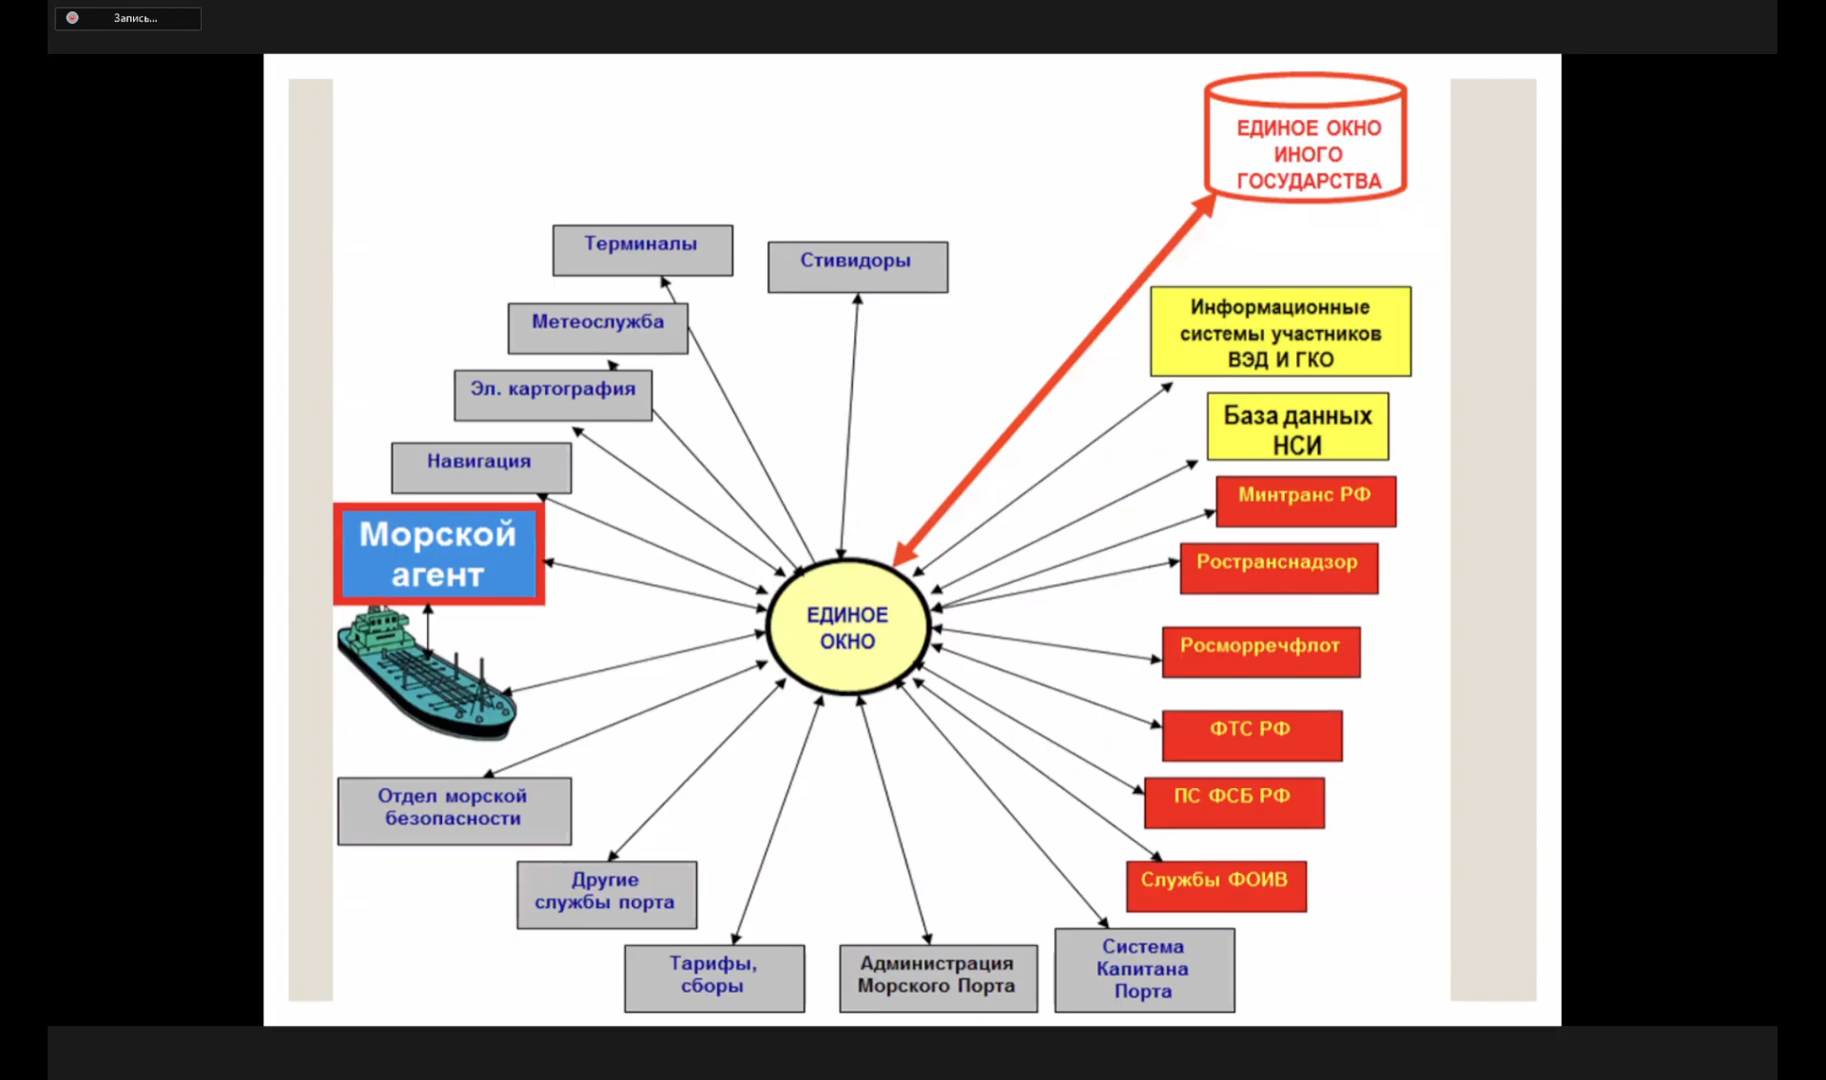 Запись...
ЕДИНОЕ ОКНО
ИНОГО
ГОСУДАРСТВА
Терминалы
Стивидоры
Метеослужба
Информационные
системы участников
ВЭД И ГКО
Эл. картография
База данных
НСИ
Навигация
Минтранс РФ
Морской
агент
Ространснадзор
ЕДИНОЕ
ОКНО
Росморречфлот
ФТС РФ
Отдел морской
безопасности
ПС ФСБ РФ
Другие
службы порта
Службы ФОИВ
Тарифы,
сборы
Администрация
Морского Порта
Система
Капитана
Порта